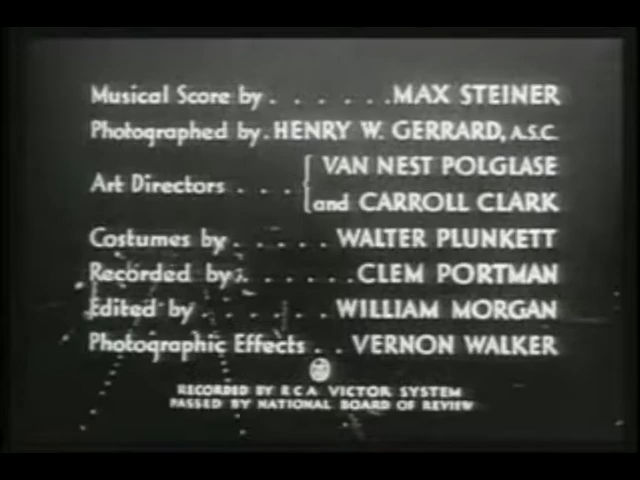 Musical Score by . . . . . . MAX STEINER
Photographed by . HENRY W. GERRARD, A.S.C.
Art Directors . . . VAN NEST POLGLASE
and CARROLL CLARK
Costumes by . . . . . WALTER PLUNKETT
Recorded by . . . . . . CLEM PORTMAN
Edited by . . . . . . WILLIAM MORGAN
Photographic Effects . . VERNON WALKER
RECORDED BY R.C.A. VICTOR SYSTEM
PASSED BY NATIONAL BOARD OF REVIEW